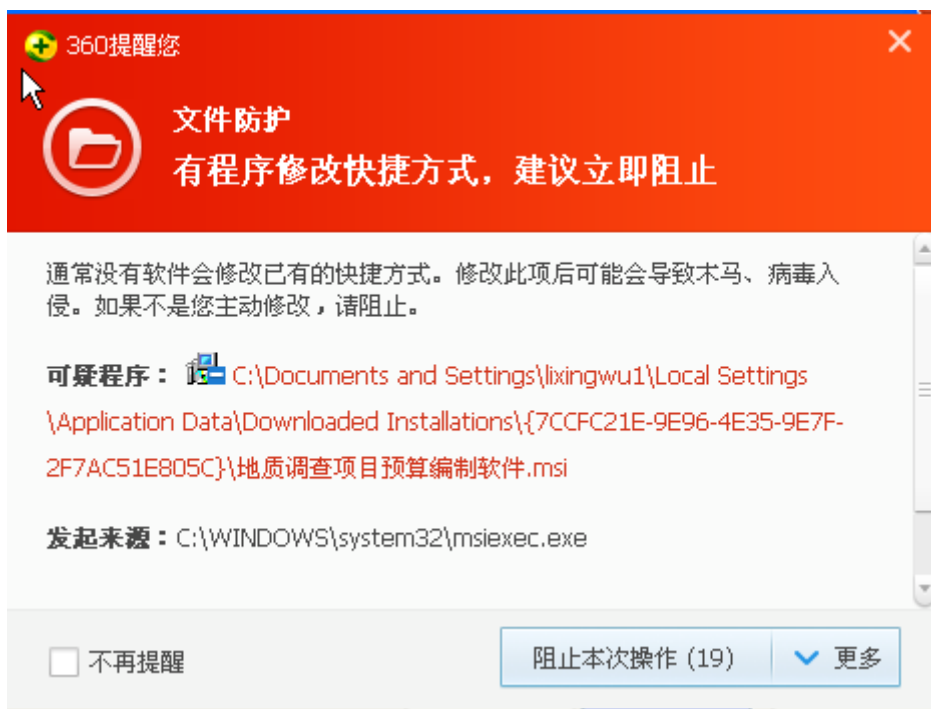 360提醒您
文件防护
有程序修改快捷方式，建议立即阻止
通常没有软件会修改已有的快捷方式。修改此项后可能会导致木马、病毒入
侵。如果不是您主动修改，请阻止。
可疑程序： C:\Documents and Settings\lixingwu1\Local Settings
\Application Data\Downloaded Installations\{7CCFC21E-9E96-4E35-9E7F-
2F7AC51E805C}\地质调查项目预算编制软件.msi
发起来源：C:\WINDOWS\system32\msiexec.exe
不再提醒
阻止本次操作 (19)
更多